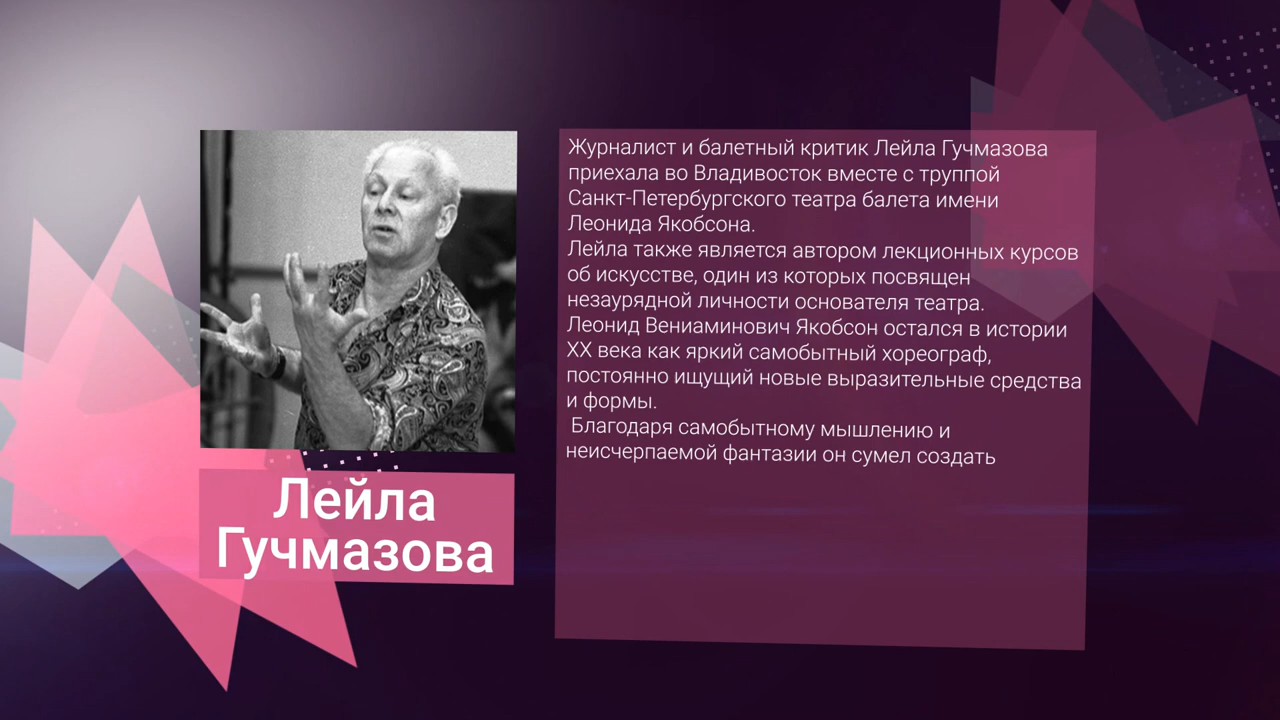 Лейла
Гучмазова
Журналист и балетный критик Лейла Гучмазова
приехала во Владивосток вместе с труппой
Санкт-Петербургского театра балета имени
Леонида Якобсона.
Лейла также является автором лекционных курсов
об искусстве, один из которых посвящен
незаурядной личности основателя театра.
Леонид Вениаминович Якобсон остался в истории
XX века как яркий самобытный хореограф,
постоянно ищущий новые выразительные средства
и формы.
Благодаря самобытному мышлению и
неисчерпаемой фантазии он сумел создать